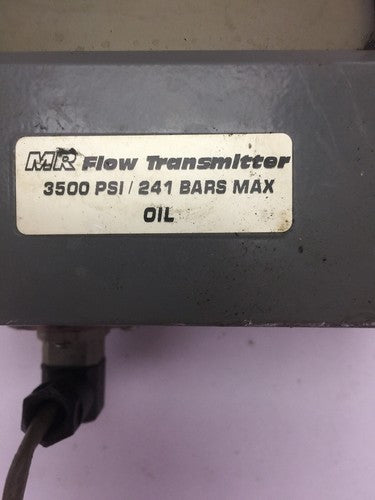 MR Flow Transmitter
3500 PSI / 241 BARS MAX
OIL